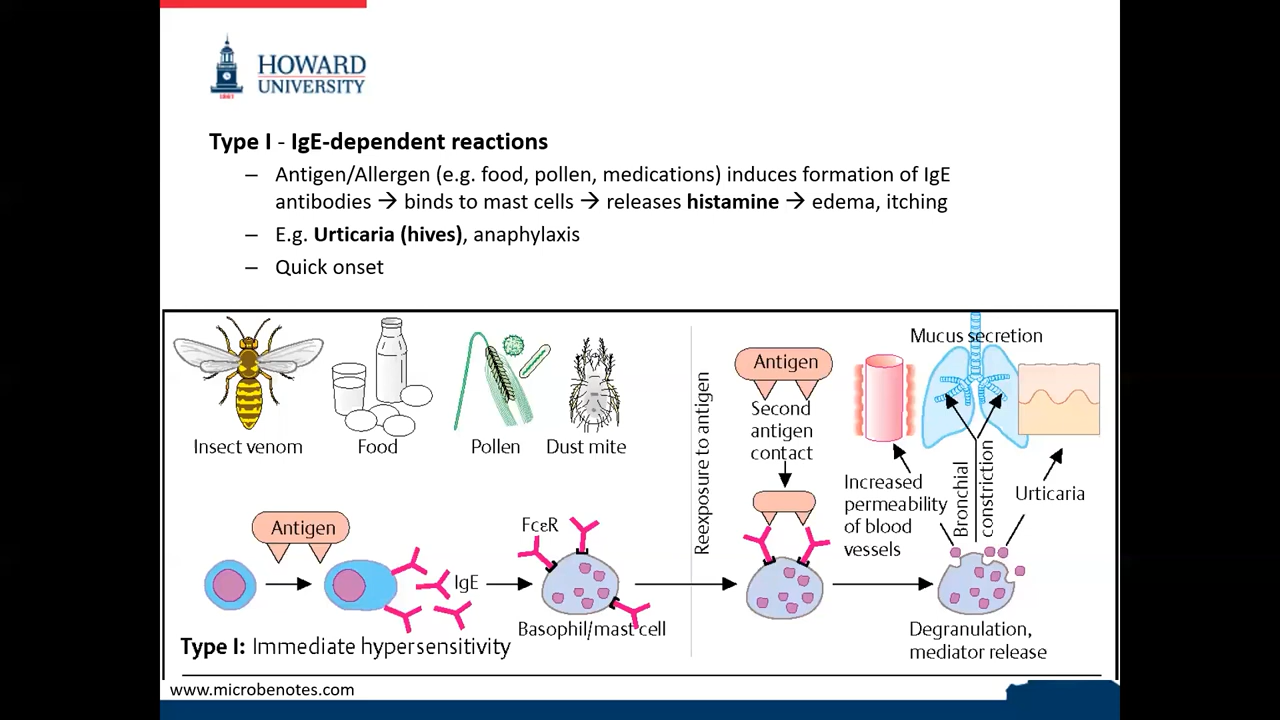 HOWARD
UNIVERSITY
1867
Type I - IgE-dependent reactions
– Antigen/Allergen (e.g. food, pollen, medications) induces formation of IgE
antibodies → binds to mast cells → releases histamine → edema, itching
– E.g. Urticaria (hives), anaphylaxis
– Quick onset
Insect venom
Food
Pollen
Dust mite
Antigen
IgE
FcεR
Basophil/mast cell
Type I: Immediate hypersensitivity
Reexposure to antigen
Antigen
Second
antigen
contact
Mucus secretion
Increased
permeability
of blood
vessels
Bronchial
constriction
Urticaria
Degranulation,
mediator release
www.microbenotes.com